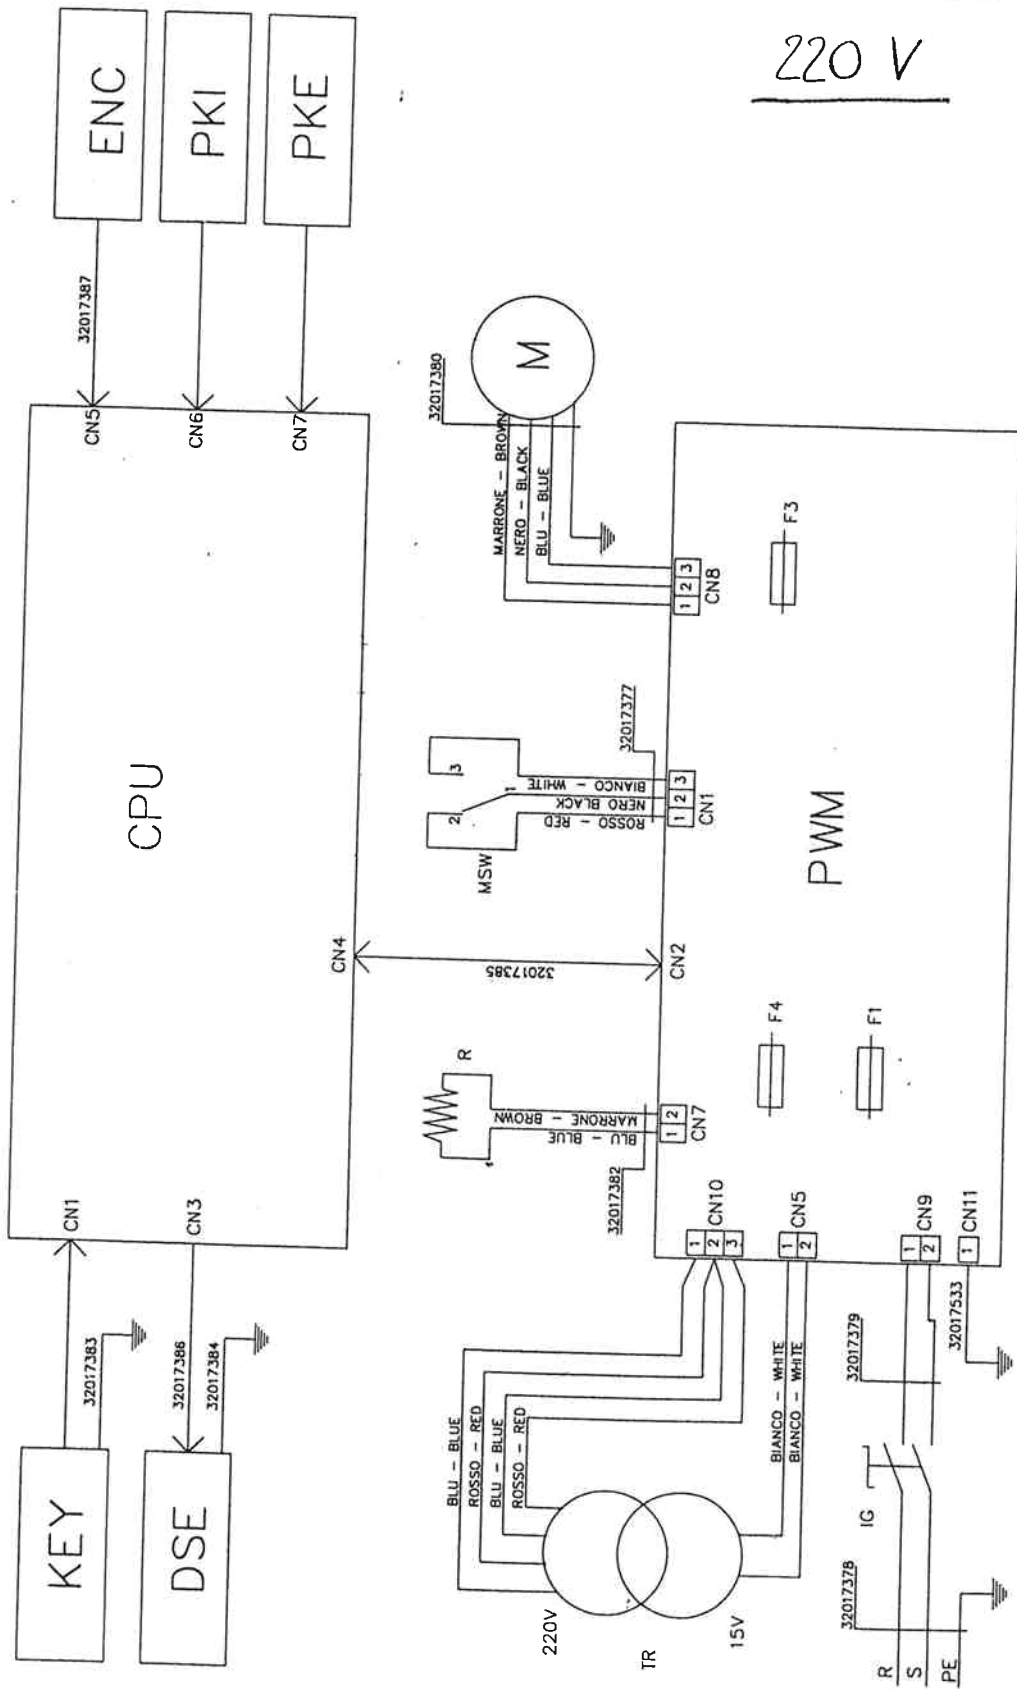 220 V
ENC
PKI
PKE
32017387
CN5
CN6
CN7
CPU
CN1
CN3
CN4
KEY
32017383
DSE
32017386
32017384
32017385
CN2
M
32017380
MARRONE - BROWN
NERO - BLACK
BLU - BLUE
1 2 3
CN8
F3
MSW
2
1
3
ROSSO - RED
NERO BLACK
BIANCO - WHITE
32017377
1 2 3
CN1
PWM
R
BLU - BLUE
MARRONE - BROWN
32017382
1 2
CN7
F4
F1
1 2 3
CN10
1 2
CN5
1 2
CN9
1
CN11
BLU - BLUE
ROSSO - RED
BLU - BLUE
ROSSO - RED
BIANCO - WHITE
BIANCO - WHITE
220V
TR
15V
32017379
32017533
IG
32017378
R
S
PE